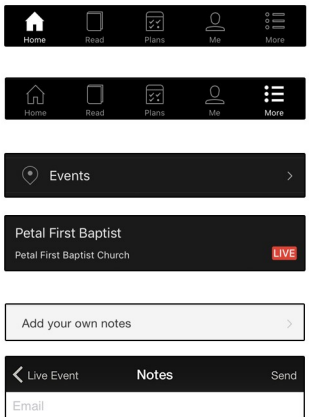 Home Read Plans Me More
Home Read Plans Me More
Events
Petal First Baptist
Petal First Baptist Church LIVE
Add your own notes
Live Event Notes Send
Email